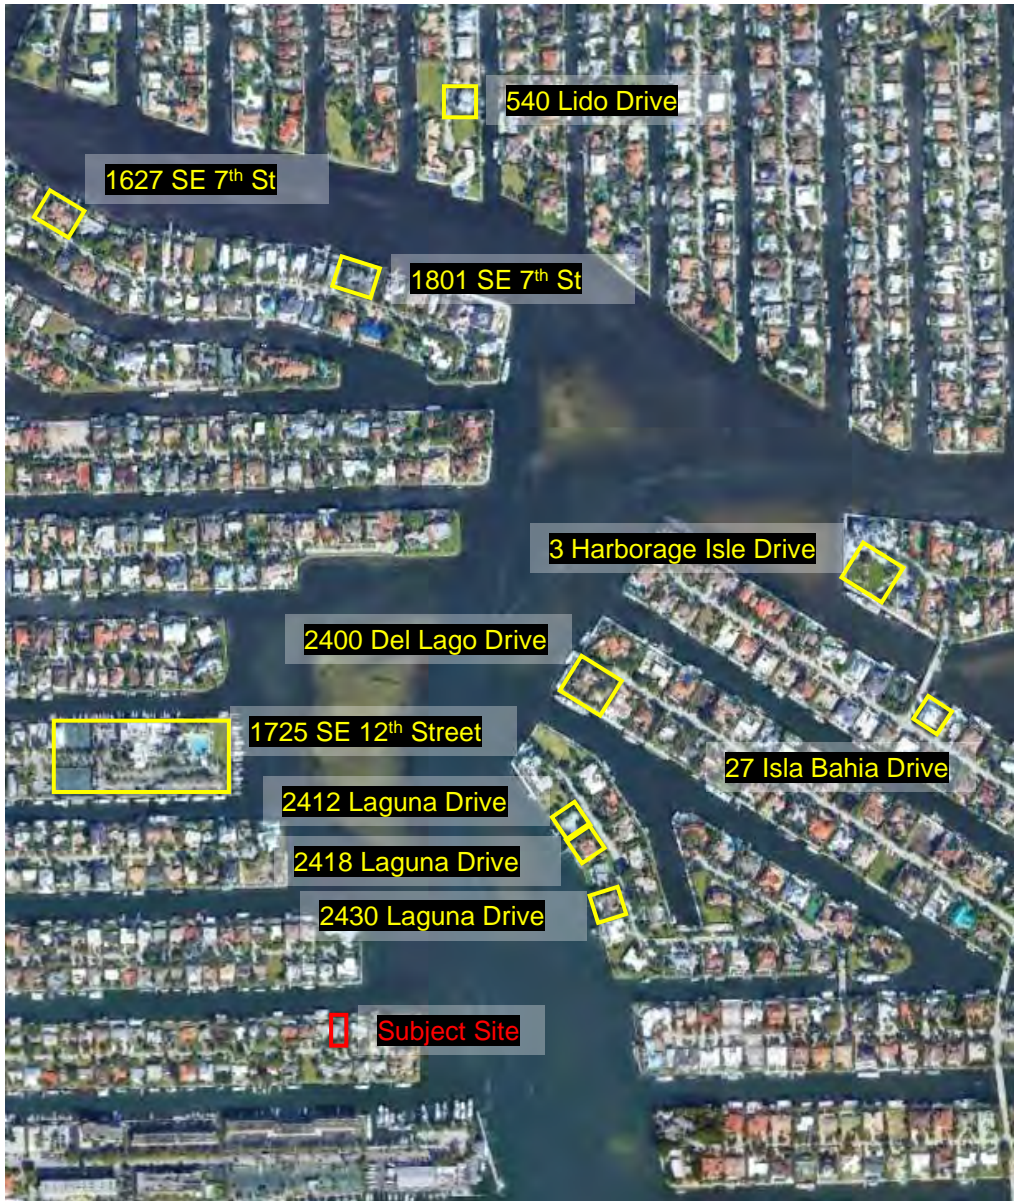 540 Lido Drive
1627 SE 7th St
1801 SE 7th St
3 Harborage Isle Drive
2400 Del Lago Drive
1725 SE 12th Street
27 Isla Bahia Drive
2412 Laguna Drive
2418 Laguna Drive
2430 Laguna Drive
Subject Site